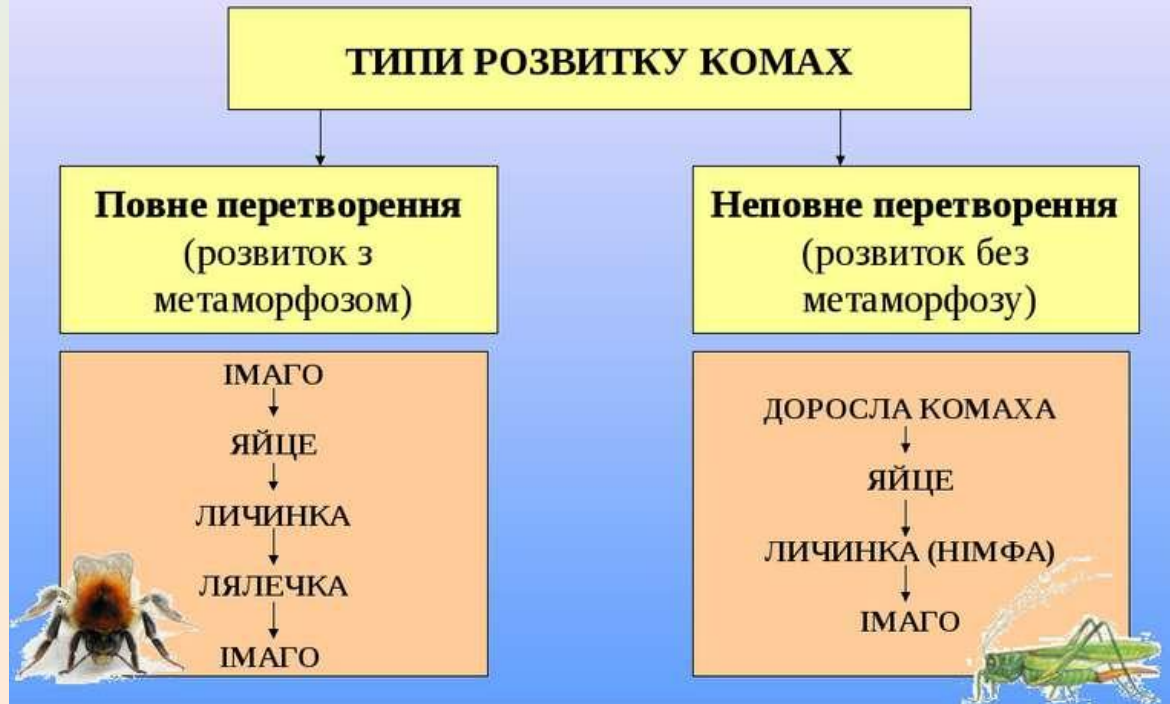 ТИПИ РОЗВИТКУ КОМАХ
Повне перетворення
(розвиток з
метаморфозом)
ІМАГО
ЯЙЦЕ
ЛИЧИНКА
ЛЯЛЕЧКА
ІМАГО
Неповне перетворення
(розвиток без
метаморфозу)
ДОРОСЛА КОМАХА
ЯЙЦЕ
ЛИЧИНКА (НІМФА)
ІМАГО